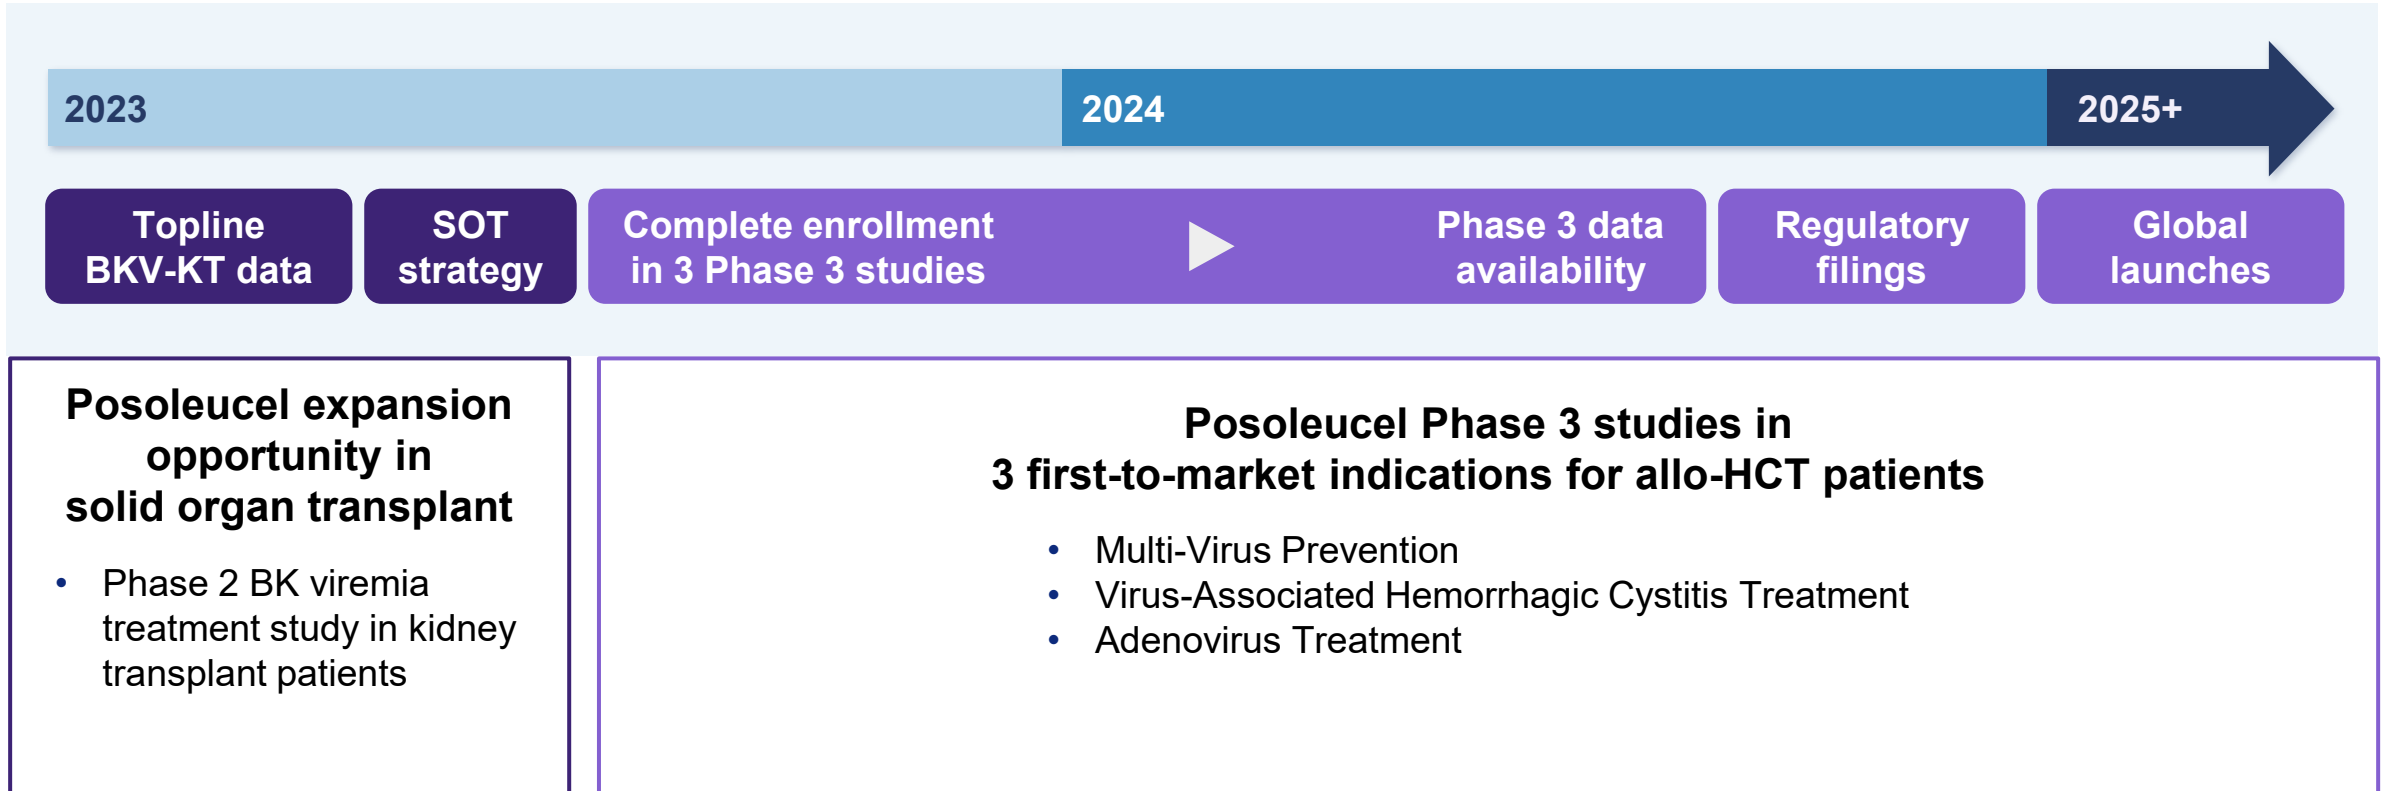 2023
2024
2025+
Topline
BKV-KT data
SOT
strategy
Complete enrollment
in 3 Phase 3 studies
Phase 3 data
availability
Regulatory
filings
Global
launches
Posoleucel expansion
opportunity in
solid organ transplant
• Phase 2 BK viremia
treatment study in kidney
transplant patients
Posoleucel Phase 3 studies in
3 first-to-market indications for allo-HCT patients
• Multi-Virus Prevention
• Virus-Associated Hemorrhagic Cystitis Treatment
• Adenovirus Treatment